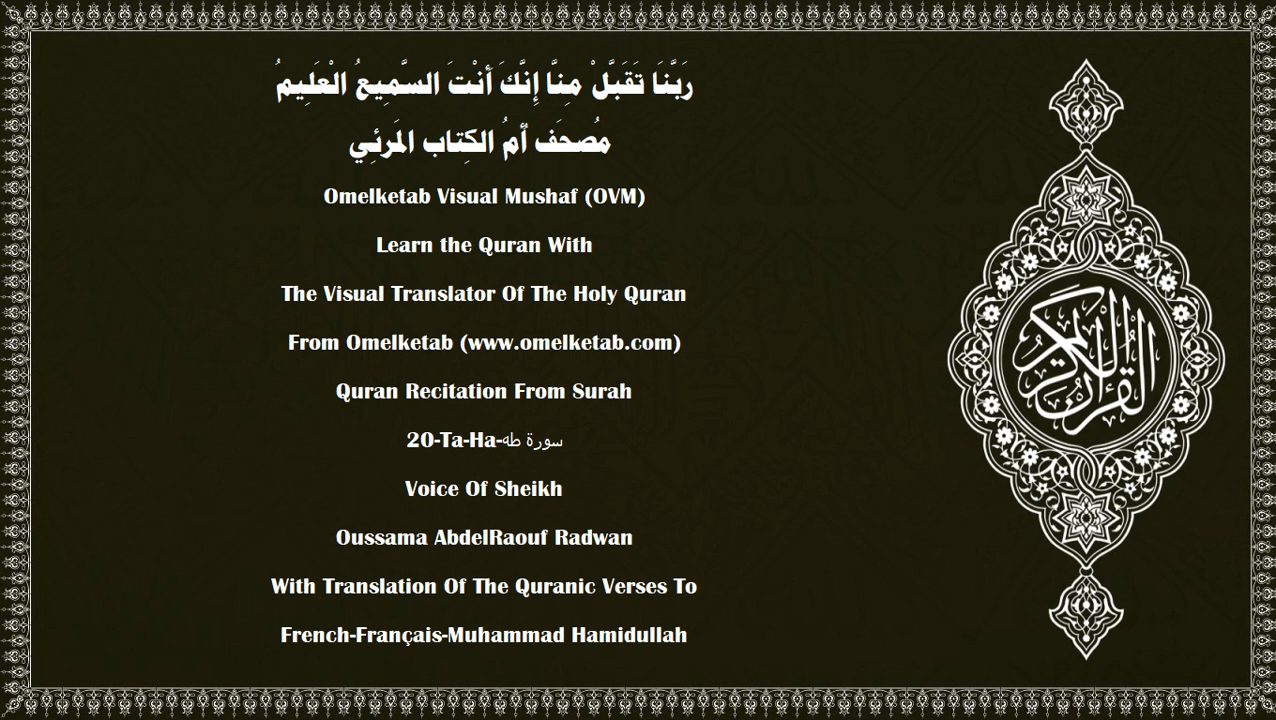 رَبَّنَا تَقَبَّلْ مِنَّا إِنَّكَ أَنْتَ السَّمِيعُ الْعَلِيمُ
مُصحَف أمُ الكِتاب المَرئِي
Omelketab Visual Mushaf (OVM)
Learn the Quran With
The Visual Translator Of The Holy Quran
From Omelketab (www.omelketab.com)
Quran Recitation From Surah
20-Ta-Ha-سورة طه
Voice Of Sheikh
Oussama AbdelRaouf Radwan
With Translation Of The Quranic Verses To
French-Français-Muhammad Hamidullah
القرآن الكريم